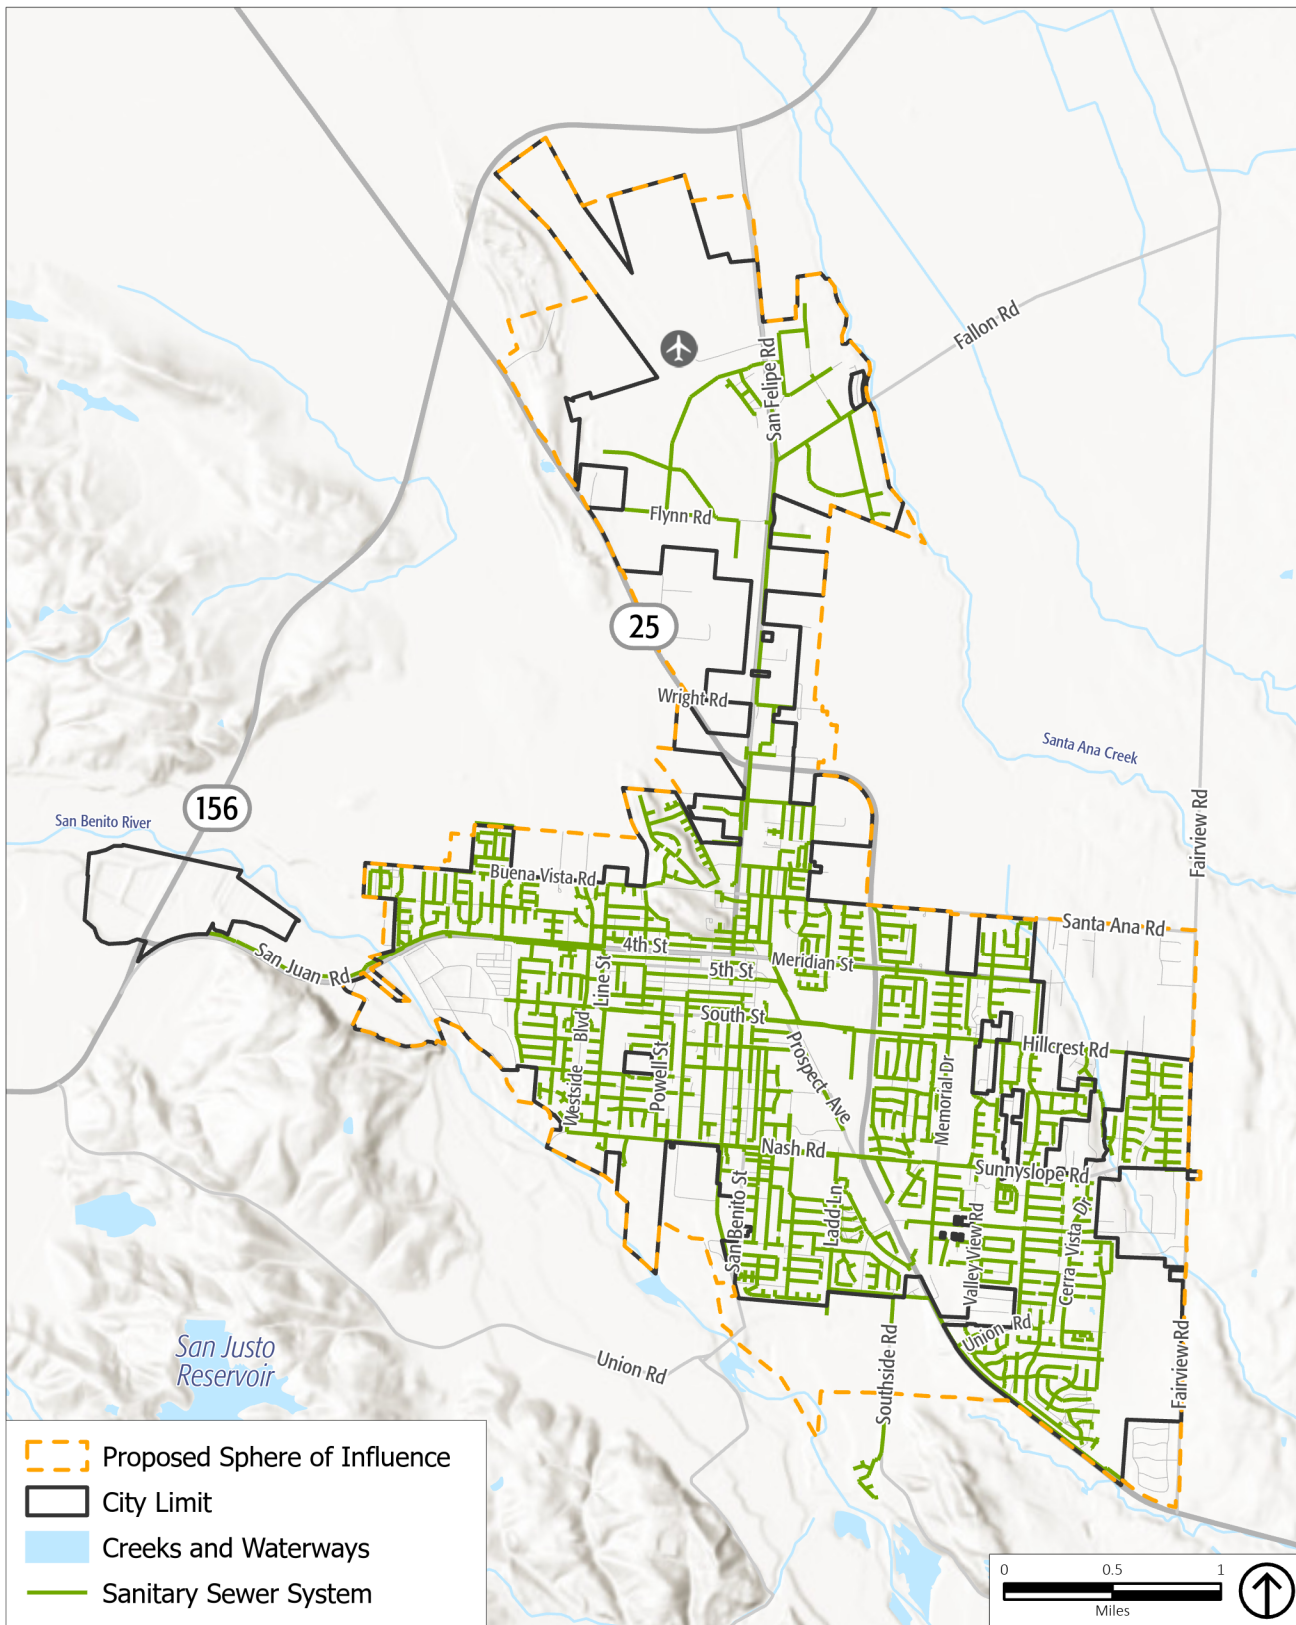 Fallon Rd
San Felipe Rd
Flynn Rd
25
Wright Rd
Santa Ana Creek
156
San Benito River
Fairview Rd
Buena Vista Rd
Santa Ana Rd
4th St
Meridian St
5th St
San Juan Rd
Line St
South St
Westside Blvd
Hillcrest Rd
Powell St
Prospect Ave
Memorial Dr
Nash Rd
Sunnyslope Rd
San Benito St
Ladd Ln
Valley View Rd
Cerra Vista Dr
Union Rd
San Justo
Reservoir
Union Rd
Southside Rd
Fairview Rd
Proposed Sphere of Influence
City Limit
Creeks and Waterways
Sanitary Sewer System
0 0.5 1
Miles